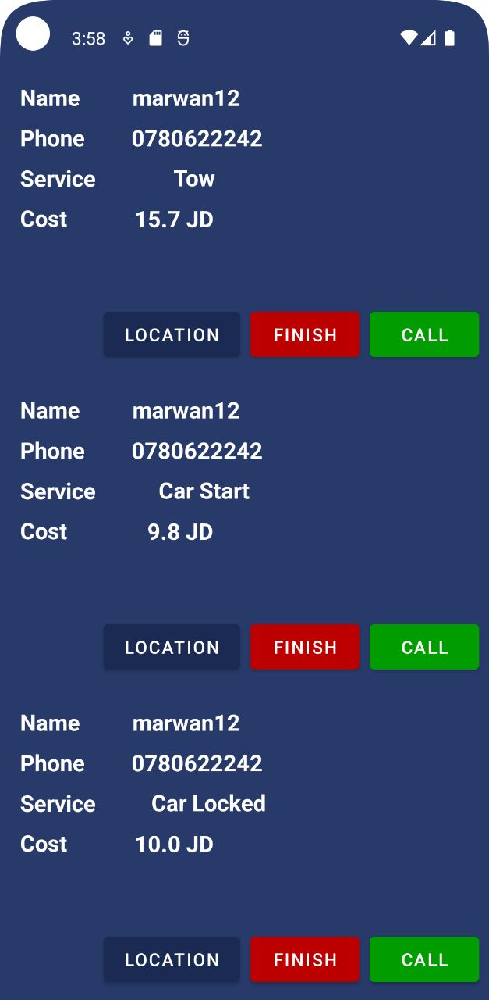 3:58
Name marwan12
Phone 0780622242
Service Tow
Cost 15.7 JD
LOCATION FINISH CALL
Name marwan12
Phone 0780622242
Service Car Start
Cost 9.8 JD
LOCATION FINISH CALL
Name marwan12
Phone 0780622242
Service Car Locked
Cost 10.0 JD
LOCATION FINISH CALL